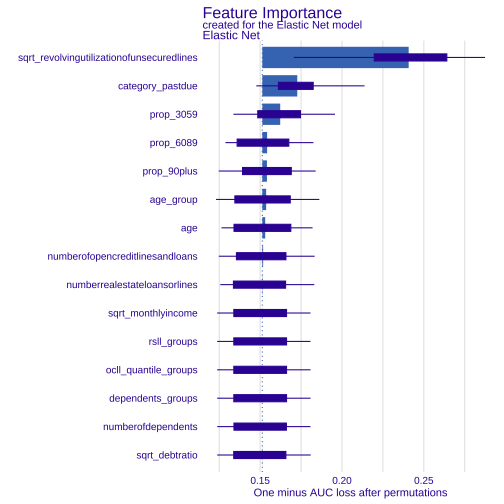 Feature Importance
created for the Elastic Net model
Elastic Net
sqrt_revolvingutilizationofunsecuredlines
category_pastdue
prop_3059
prop_6089
prop_90plus
age_group
age
numberofopencreditlinesandloans
numberrealestateloansorlines
sqrt_monthlyincome
rsll_groups
ocll_quantile_groups
dependents_groups
numberofdependents
sqrt_debtratio
0.15 0.20 0.25
One minus AUC loss after permutations